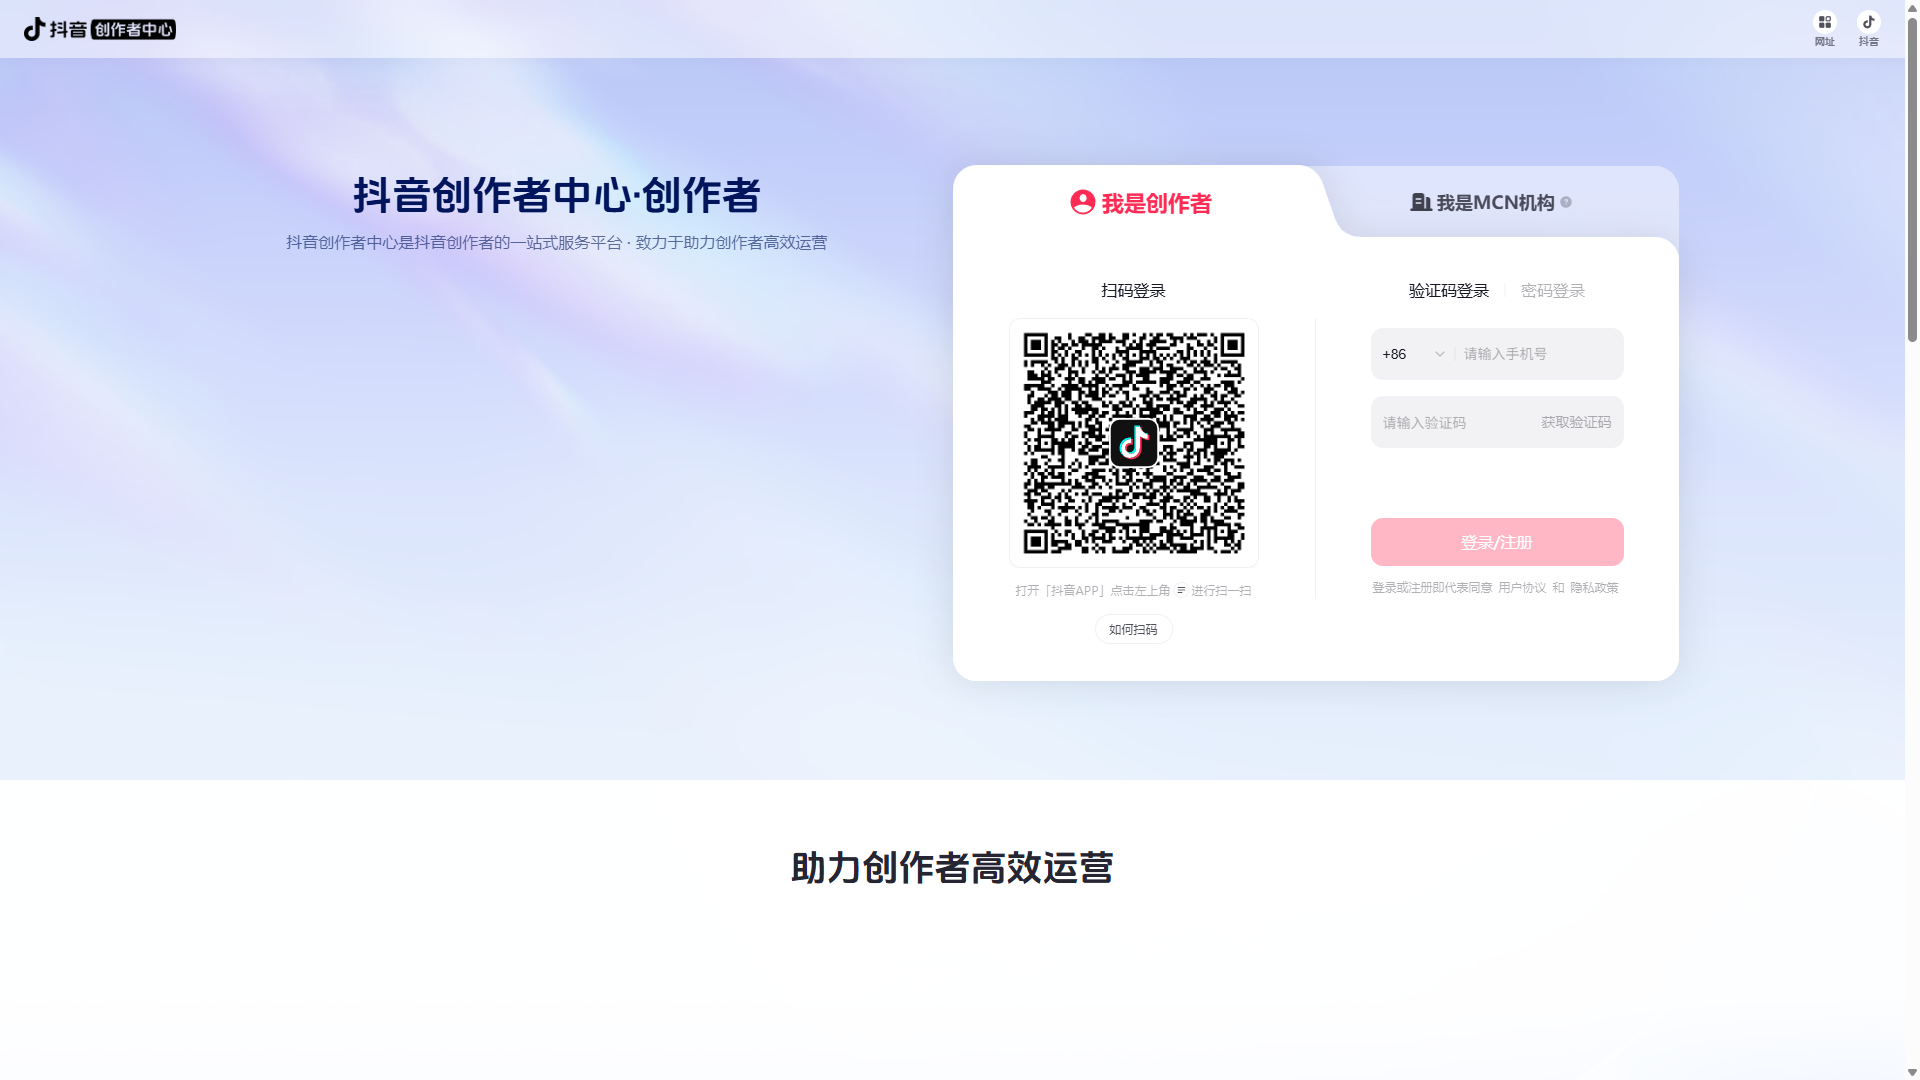 抖音 创作者中心
网址
抖音
抖音创作者中心·创作者
抖音创作者中心是抖音创作者的一站式服务平台 · 致力于助力创作者高效运营
我是创作者
我是MCN机构
扫码登录
打开「抖音APP」点击左上角 进行扫一扫
如何扫码
验证码登录
密码登录
+86
请输入手机号
请输入验证码
获取验证码
登录/注册
登录或注册即代表同意 用户协议 和 隐私政策
助力创作者高效运营